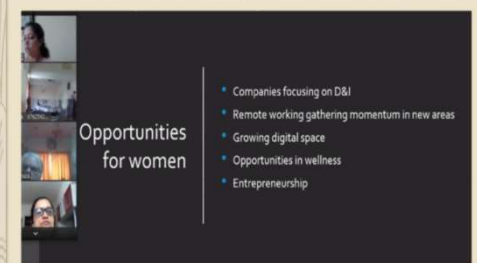 Opportunities
for women
Companies focusing on D&I
Remote working gathering momentum in new areas
Growing digital space
Opportunities in wellness
Entrepreneurship